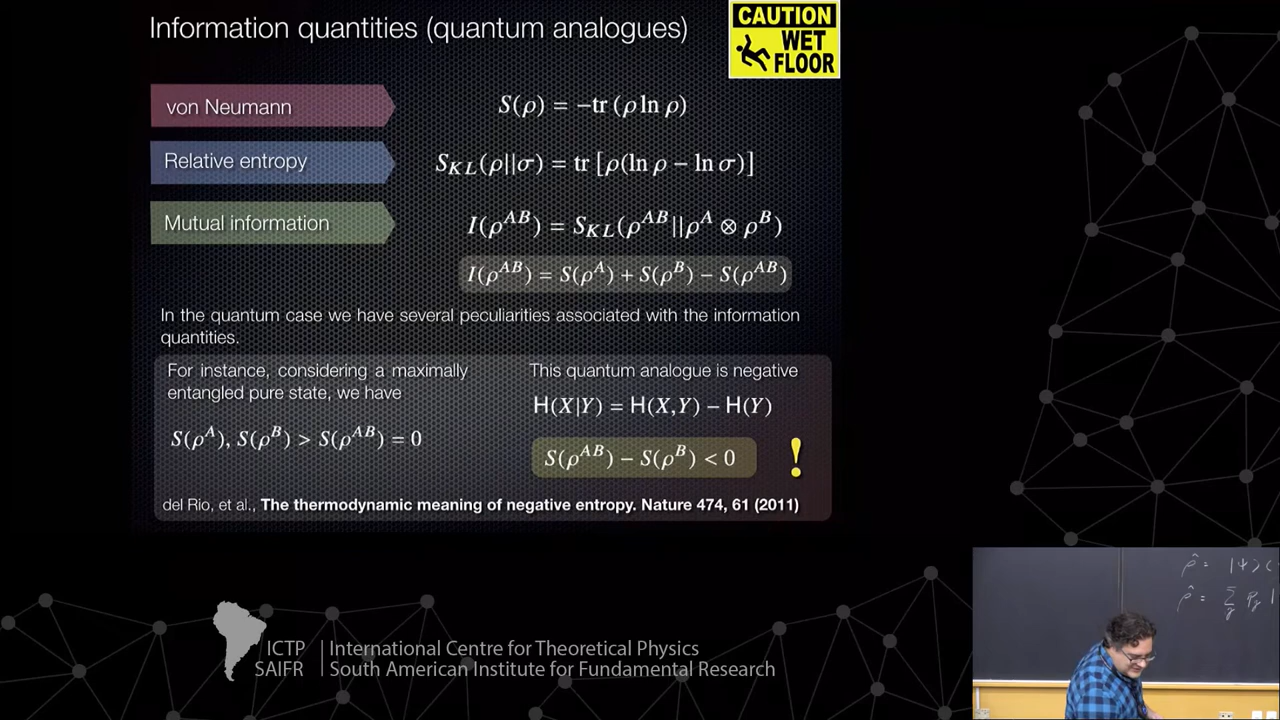 Information quantities (quantum analogues)
CAUTION
WET
FLOOR
von Neumann
S(ρ) = −tr (ρ ln ρ)
Relative entropy
S_{KL}(ρ||σ) = tr [ρ(ln ρ − ln σ)]
Mutual information
I(ρ^{AB}) = S_{KL}(ρ^{AB}||ρ^A ⊗ ρ^B)
I(ρ^{AB}) = S(ρ^A) + S(ρ^B) − S(ρ^{AB})
In the quantum case we have several peculiarities associated with the information
quantities.
For instance, considering a maximally
entangled pure state, we have
S(ρ^A), S(ρ^B) > S(ρ^{AB}) = 0
This quantum analogue is negative
H(X|Y) = H(X,Y) − H(Y)
S(ρ^{AB}) − S(ρ^B) < 0
!
del Rio, et al., The thermodynamic meaning of negative entropy. Nature 474, 61 (2011)
ICTP
SAIFR
International Centre for Theoretical Physics
South American Institute for Fundamental Research